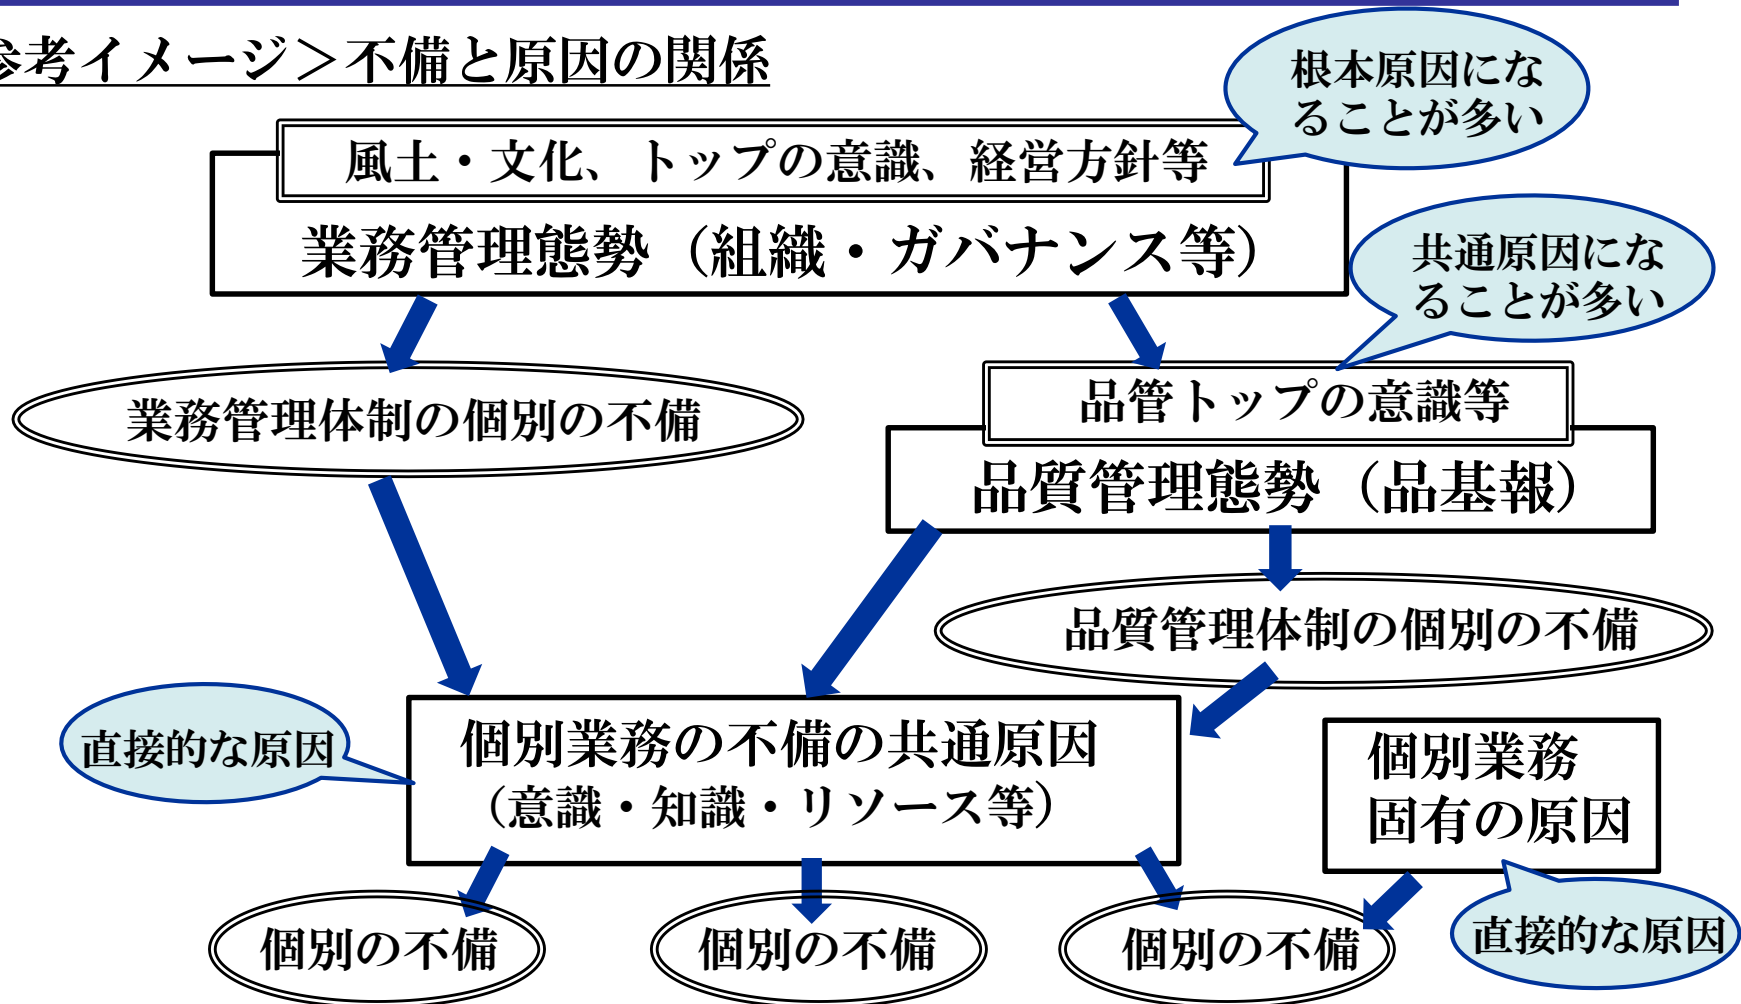 参考イメージ＞不備と原因の関係
根本原因にな
ることが多い
風土・文化、トップの意識、経営方針等
業務管理態勢（組織・ガバナンス等）
共通原因にな
ることが多い
業務管理体制の個別の不備
品管トップの意識等
品質管理態勢（品基報）
品質管理体制の個別の不備
直接的な原因
個別業務の不備の共通原因
（意識・知識・リソース等）
個別業務
固有の原因
個別の不備
個別の不備
個別の不備
直接的な原因